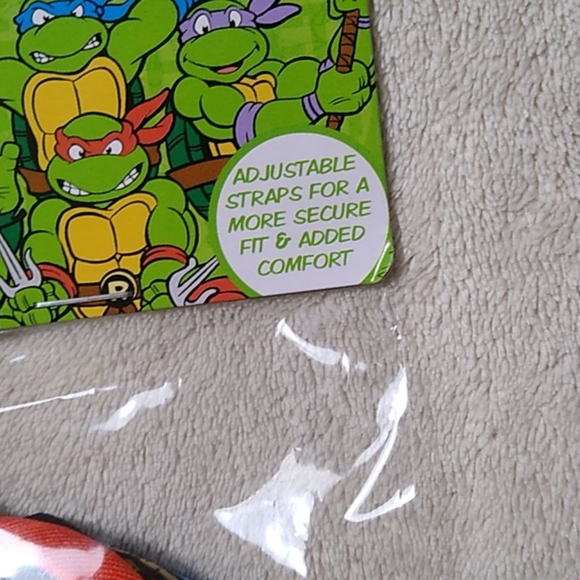 ADJUSTABLE
STRAPS FOR A
MORE SECURE
FIT & ADDED
COMFORT
R